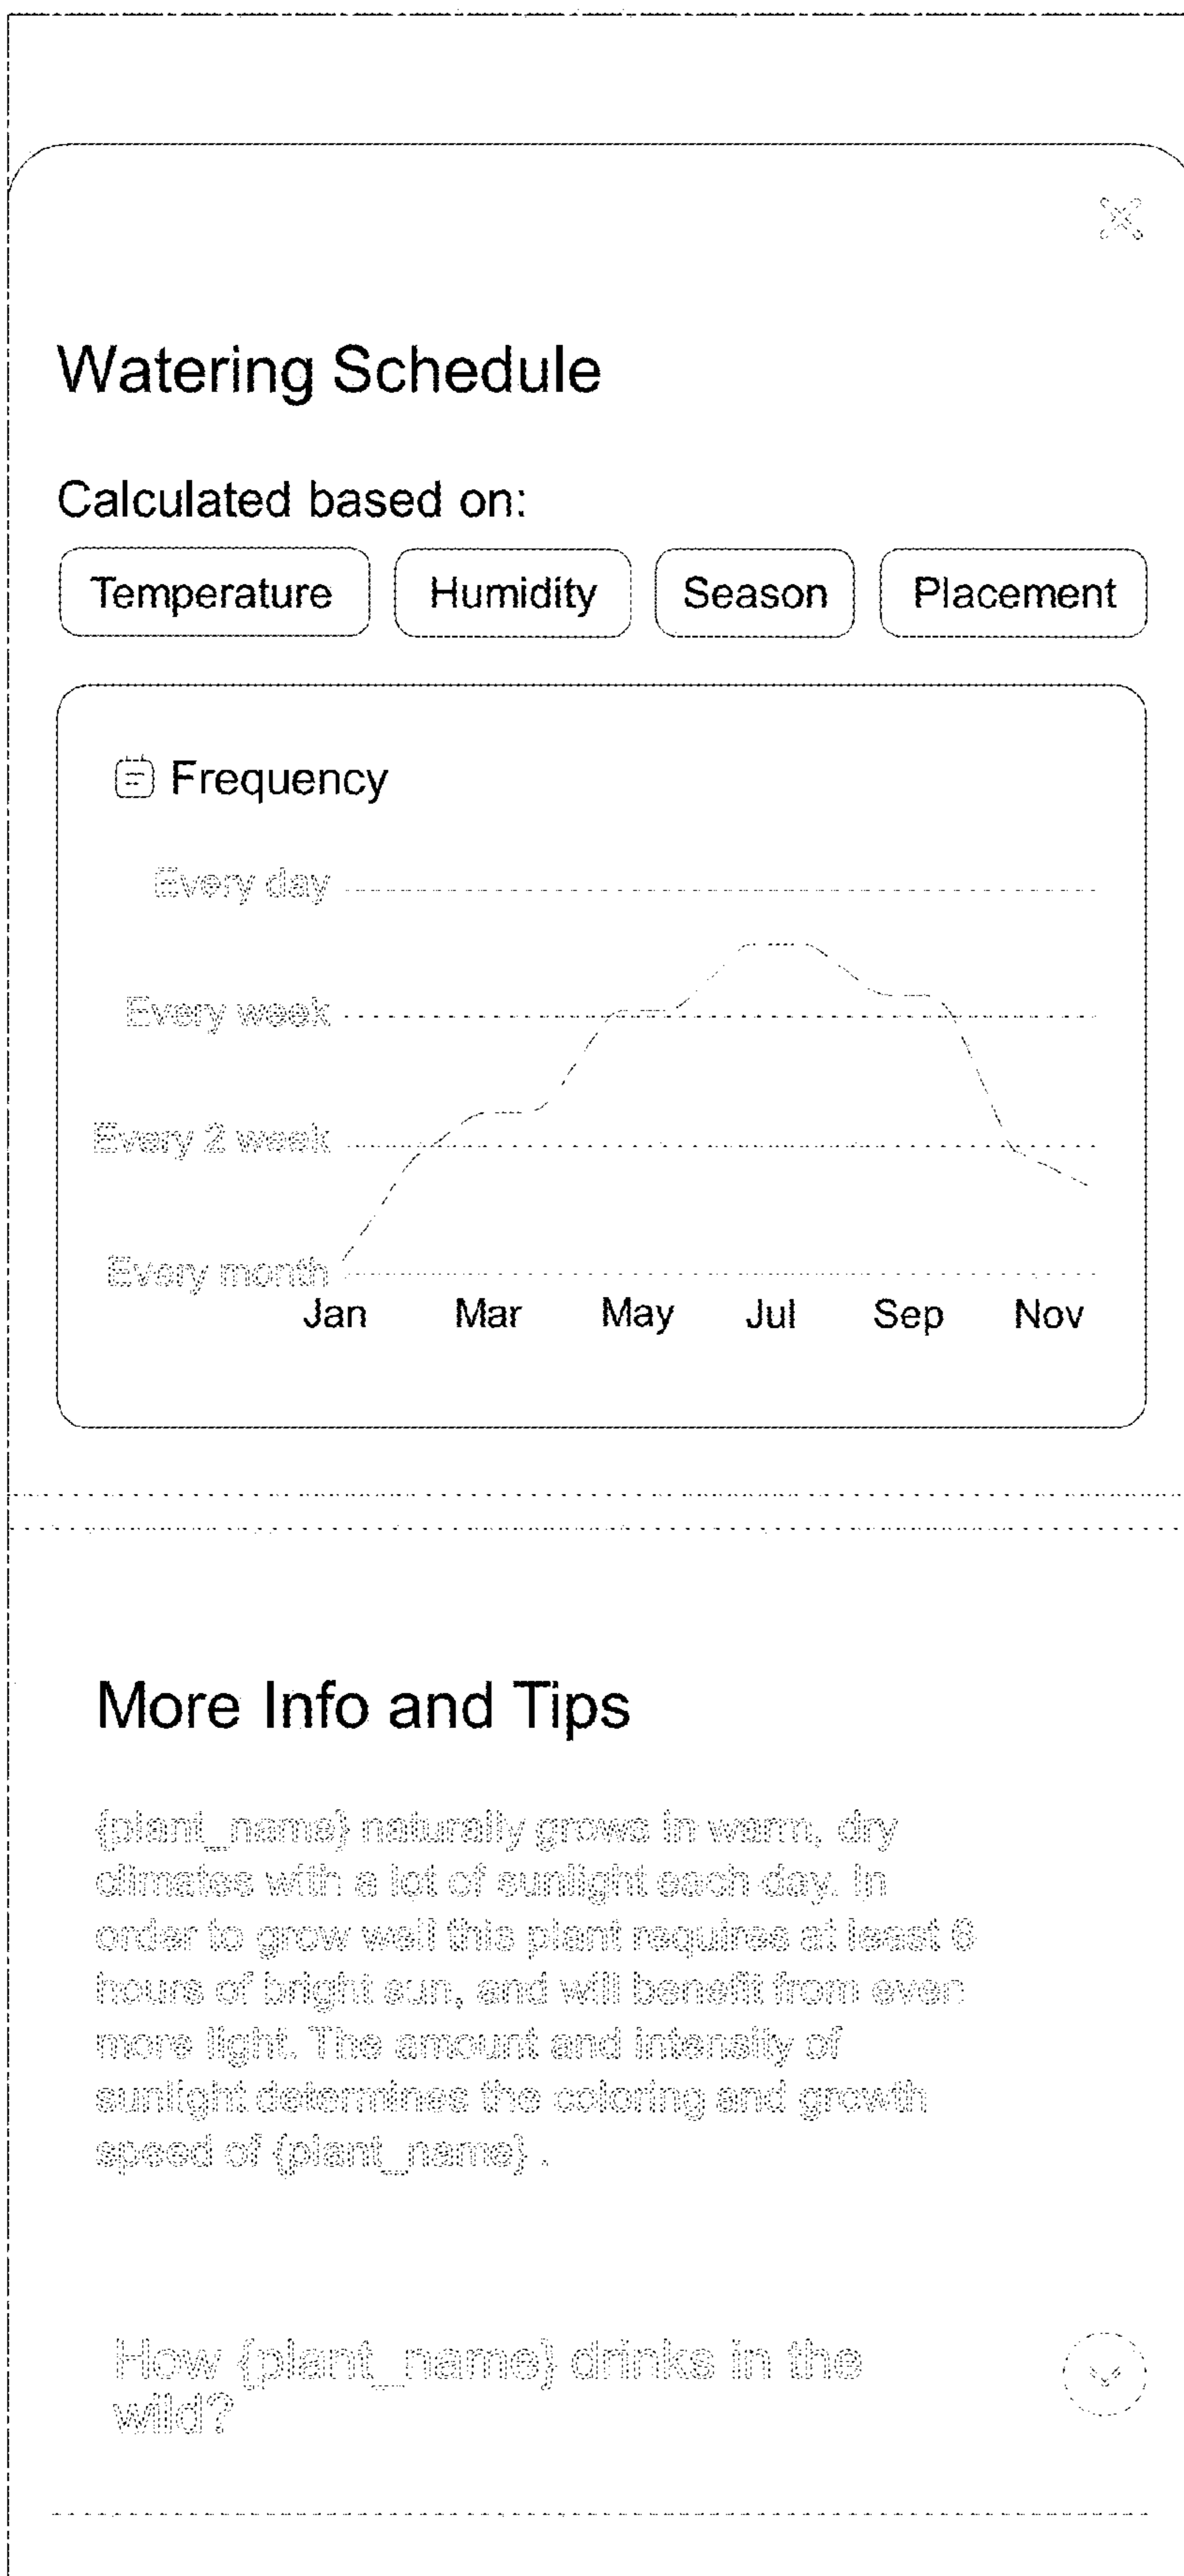 Watering Schedule
Calculated based on:
Temperature Humidity Season Placement
Frequency
Every day
Every week
Every 2 week
Every month
Jan Mar May Jul Sep Nov
More Info and Tips
{plant_name} naturally grows in warm, dry
climates with a lot of sunlight each day. In
order to grow well this plant requires at least 6
hours of bright sun, and will benefit from even
more light. The amount and intensity of
sunlight determines the coloring and growth
speed of {plant_name} .
How {plant_name} drinks in the
wild?